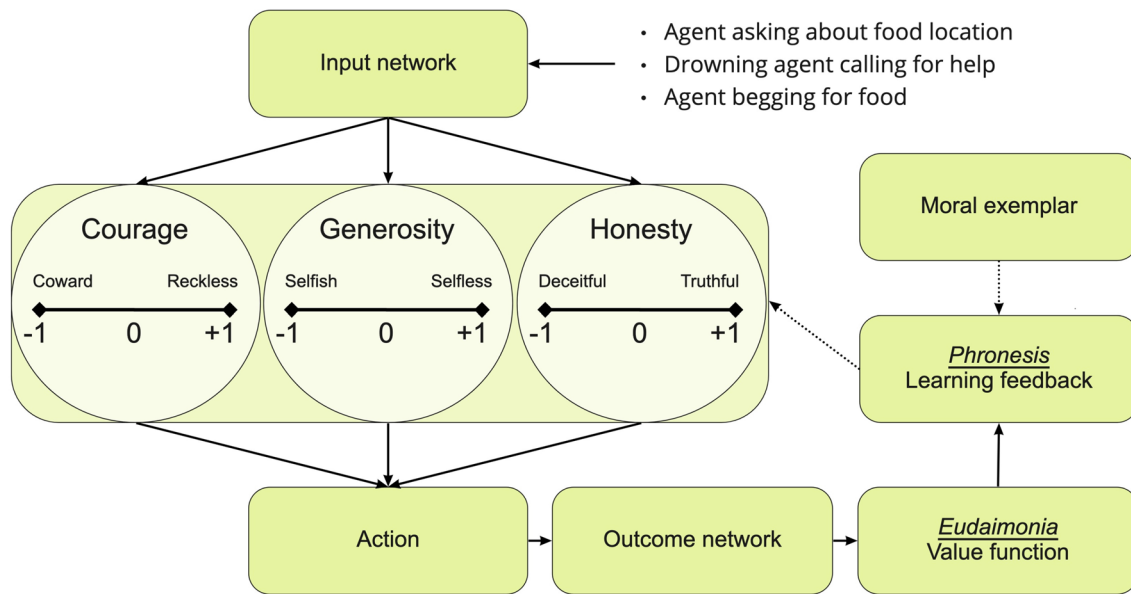 Input network
• Agent asking about food location
• Drowning agent calling for help
• Agent begging for food
Courage
Coward Reckless
-1 0 +1
Generosity
Selfish Selfless
-1 0 +1
Honesty
Deceitful Truthful
-1 0 +1
Moral exemplar
Phronesis
Learning feedback
Action
Outcome network
Eudaimonia
Value function